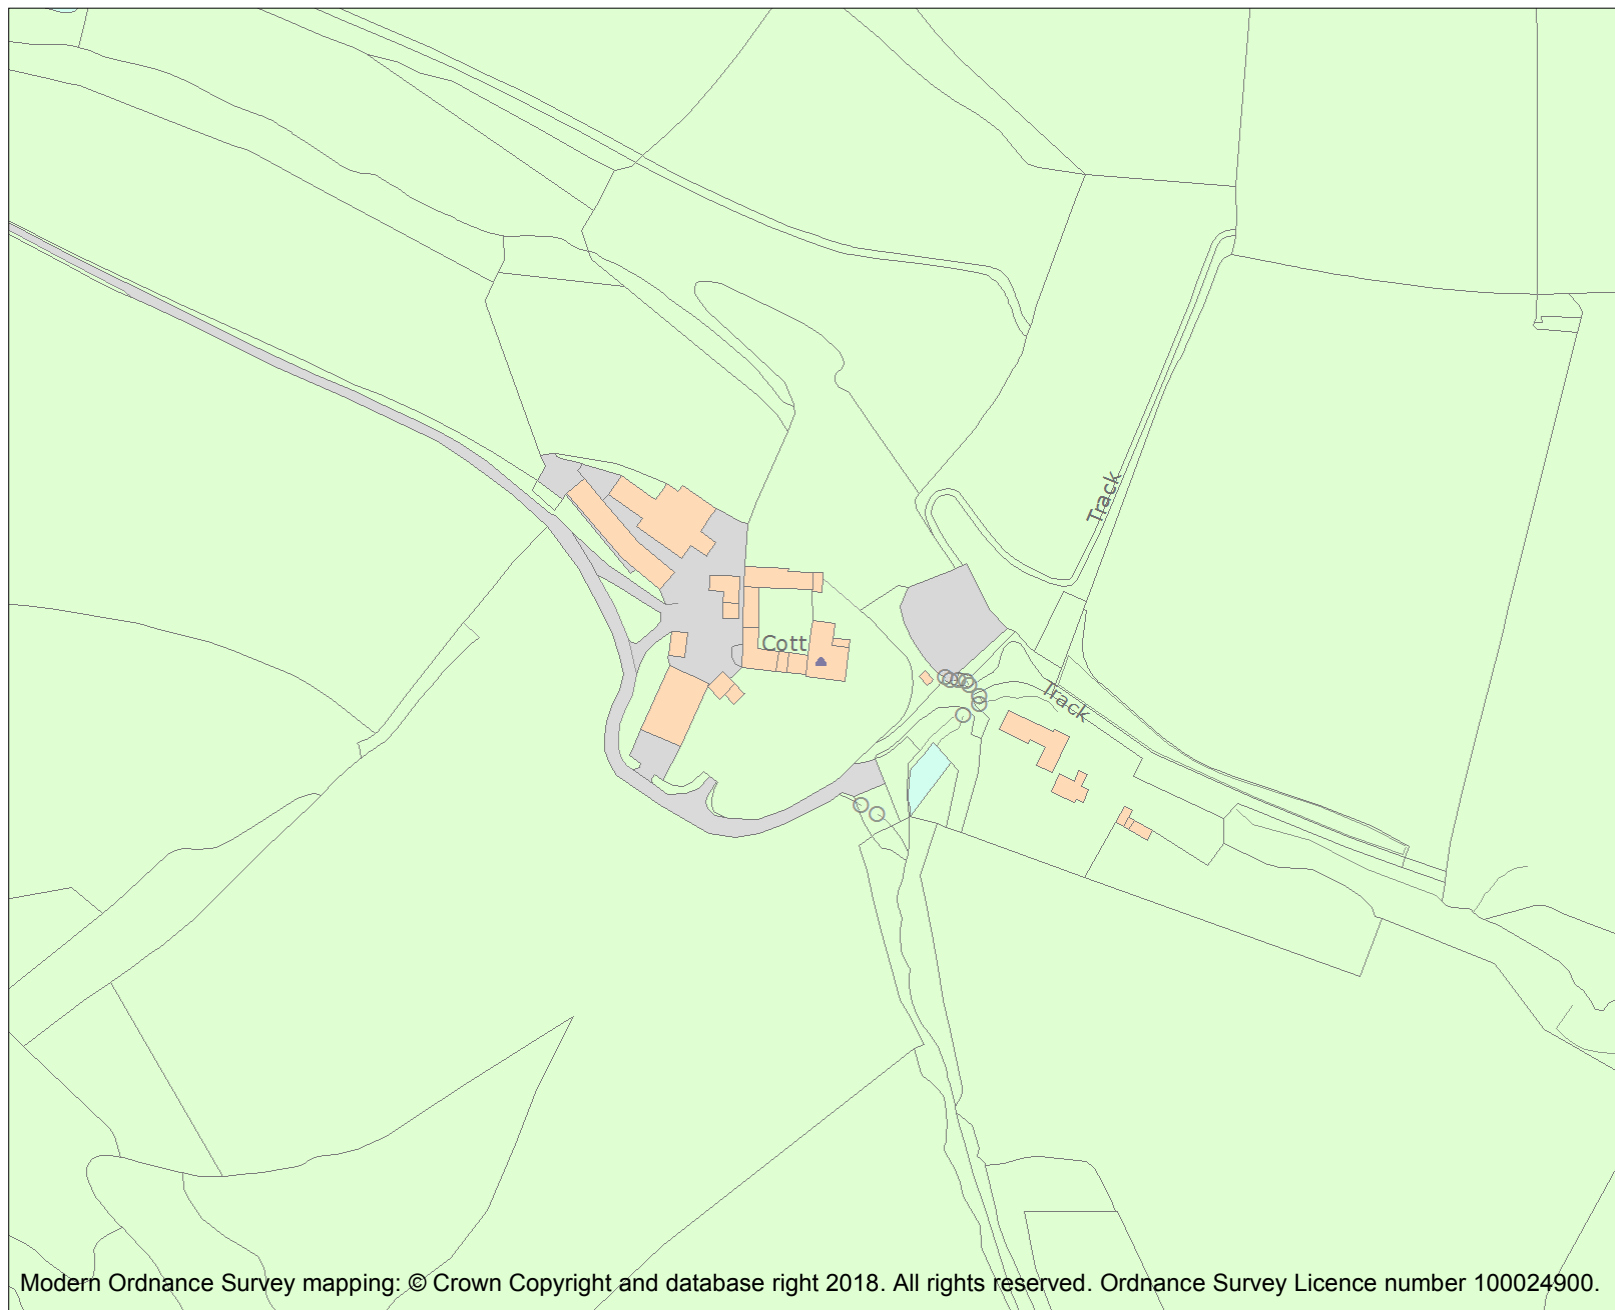 Track
Cott
Track
Modern Ordnance Survey mapping: © Crown Copyright and database right 2018. All rights reserved. Ordnance Survey Licence number 100024900.